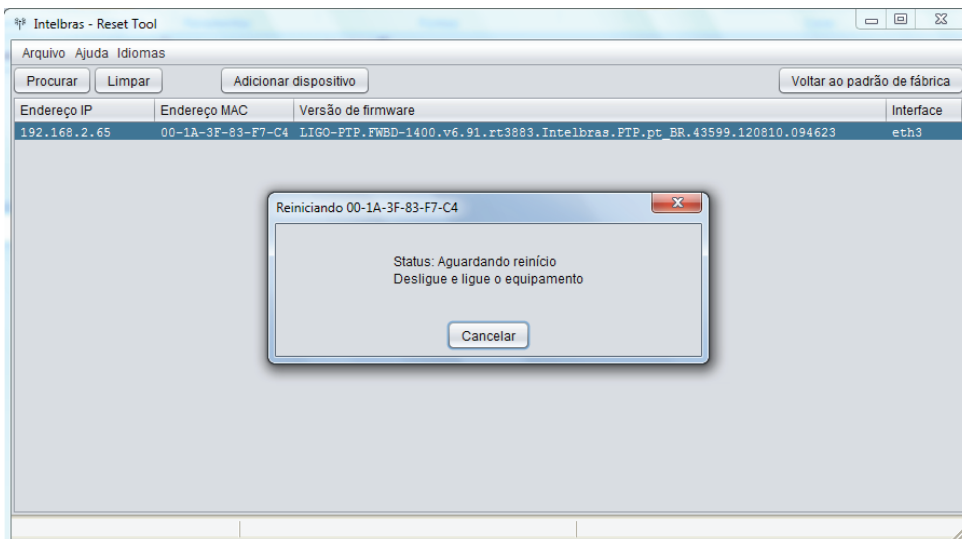 Intelbras - Reset Tool
Arquivo Ajuda Idiomas
Procurar Limpar Adicionar dispositivo Voltar ao padrão de fábrica
Endereço IP Endereço MAC Versão de firmware Interface
192.168.2.65 00-1A-3F-83-F7-C4 LIGO-PTP.FWBD-1400.v6.91.rt3883.Intelbras.PTP.pt_BR.43599.120810.094623 eth3
Reiniciando 00-1A-3F-83-F7-C4
Status: Aguardando reinício
Desligue e ligue o equipamento
Cancelar